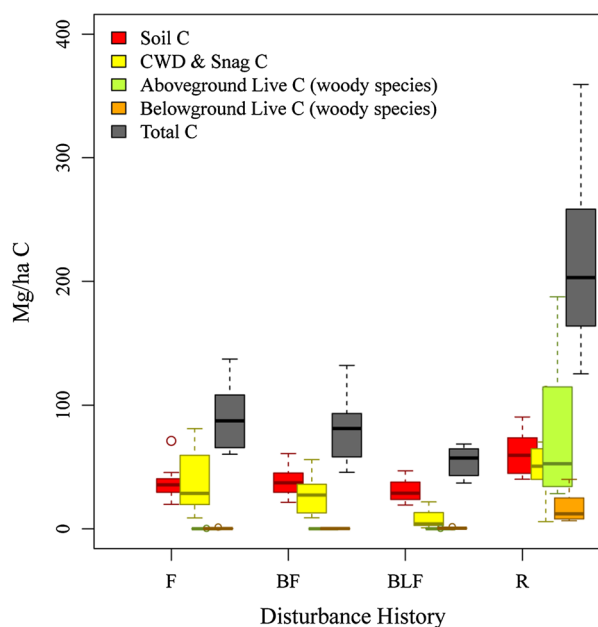 400
300
200
100
0
Mg/ha C
Soil C
CWD & Snag C
Aboveground Live C (woody species)
Belowground Live C (woody species)
Total C
F BF BLF R
Disturbance History